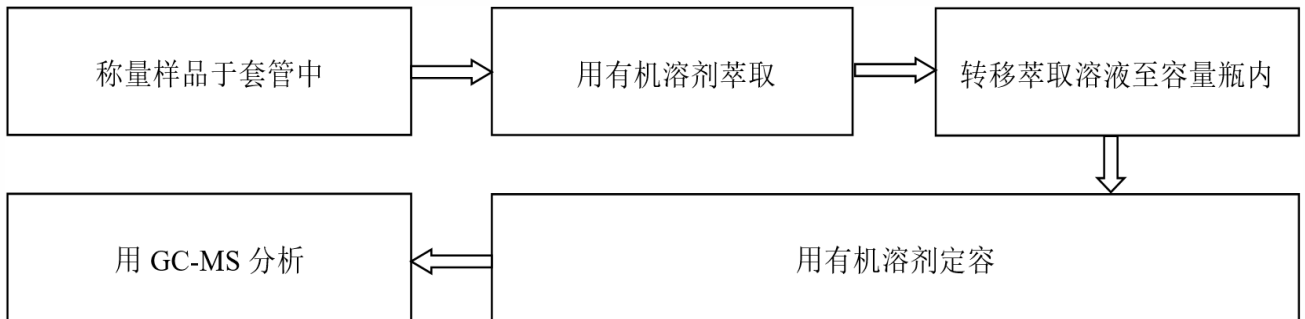 称量样品于套管中
用有机溶剂萃取
转移萃取溶液至容量瓶内
用有机溶剂定容
用 GC-MS 分析